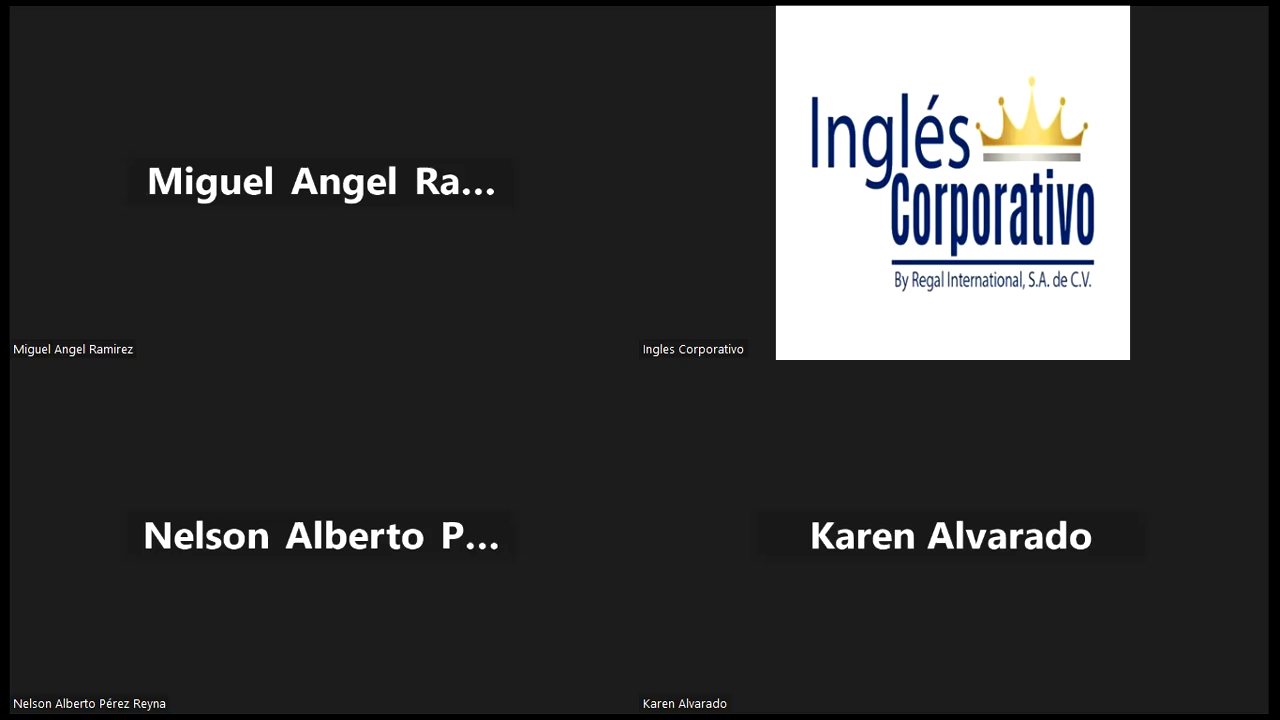 Miguel Angel Ra...
Miguel Angel Ramirez
Inglés
Corporativo
By Regal International, S.A. de C.V.
Ingles Corporativo
Nelson Alberto P...
Nelson Alberto Pérez Reyna
Karen Alvarado
Karen Alvarado